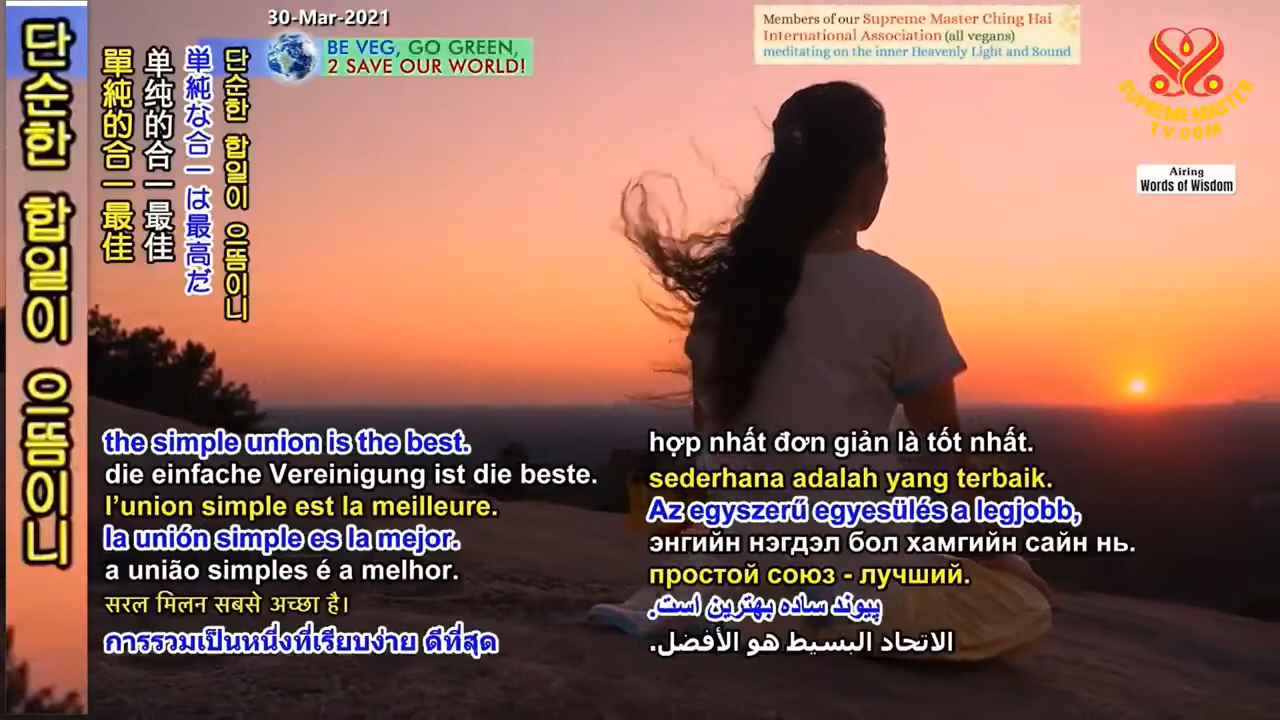 30-Mar-2021
BE VEG, GO GREEN,
2 SAVE OUR WORLD!
Members of our Supreme Master Ching Hai
International Association (all vegans)
meditating on the inner Heavenly Light and Sound
SUPREME MASTER
TV.COM
Airing
Words of Wisdom
단순한 합일이 으뜸이니
單純的合一最佳
单纯的合一最佳
単純な合一は最高だ
단순한 합일이 으뜸이니
the simple union is the best.
die einfache Vereinigung ist die beste.
l’union simple est la meilleure.
la unión simple es la mejor.
a união simples é a melhor.
सरल मिलन सबसे अच्छा है।
การรวมเป็นหนึ่งที่เรียบง่าย ดีที่สุด
hợp nhất đơn giản là tốt nhất.
sederhana adalah yang terbaik.
Az egyszerű egyesülés a legjobb,
энгийн нэгдэл бол хамгийн сайн нь.
простой союз - лучший.
پیوند ساده بهترین است.
الاتحاد البسيط هو الأفضل.